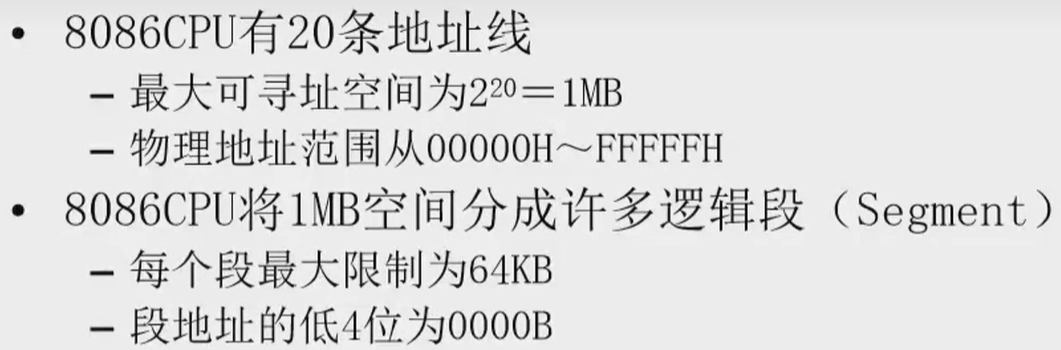 • 8086CPU有20条地址线
– 最大可寻址空间为2²⁰=1MB
– 物理地址范围从00000H～FFFFFH
• 8086CPU将1MB空间分成许多逻辑段（Segment）
– 每个段最大限制为64KB
– 段地址的低4位为0000B